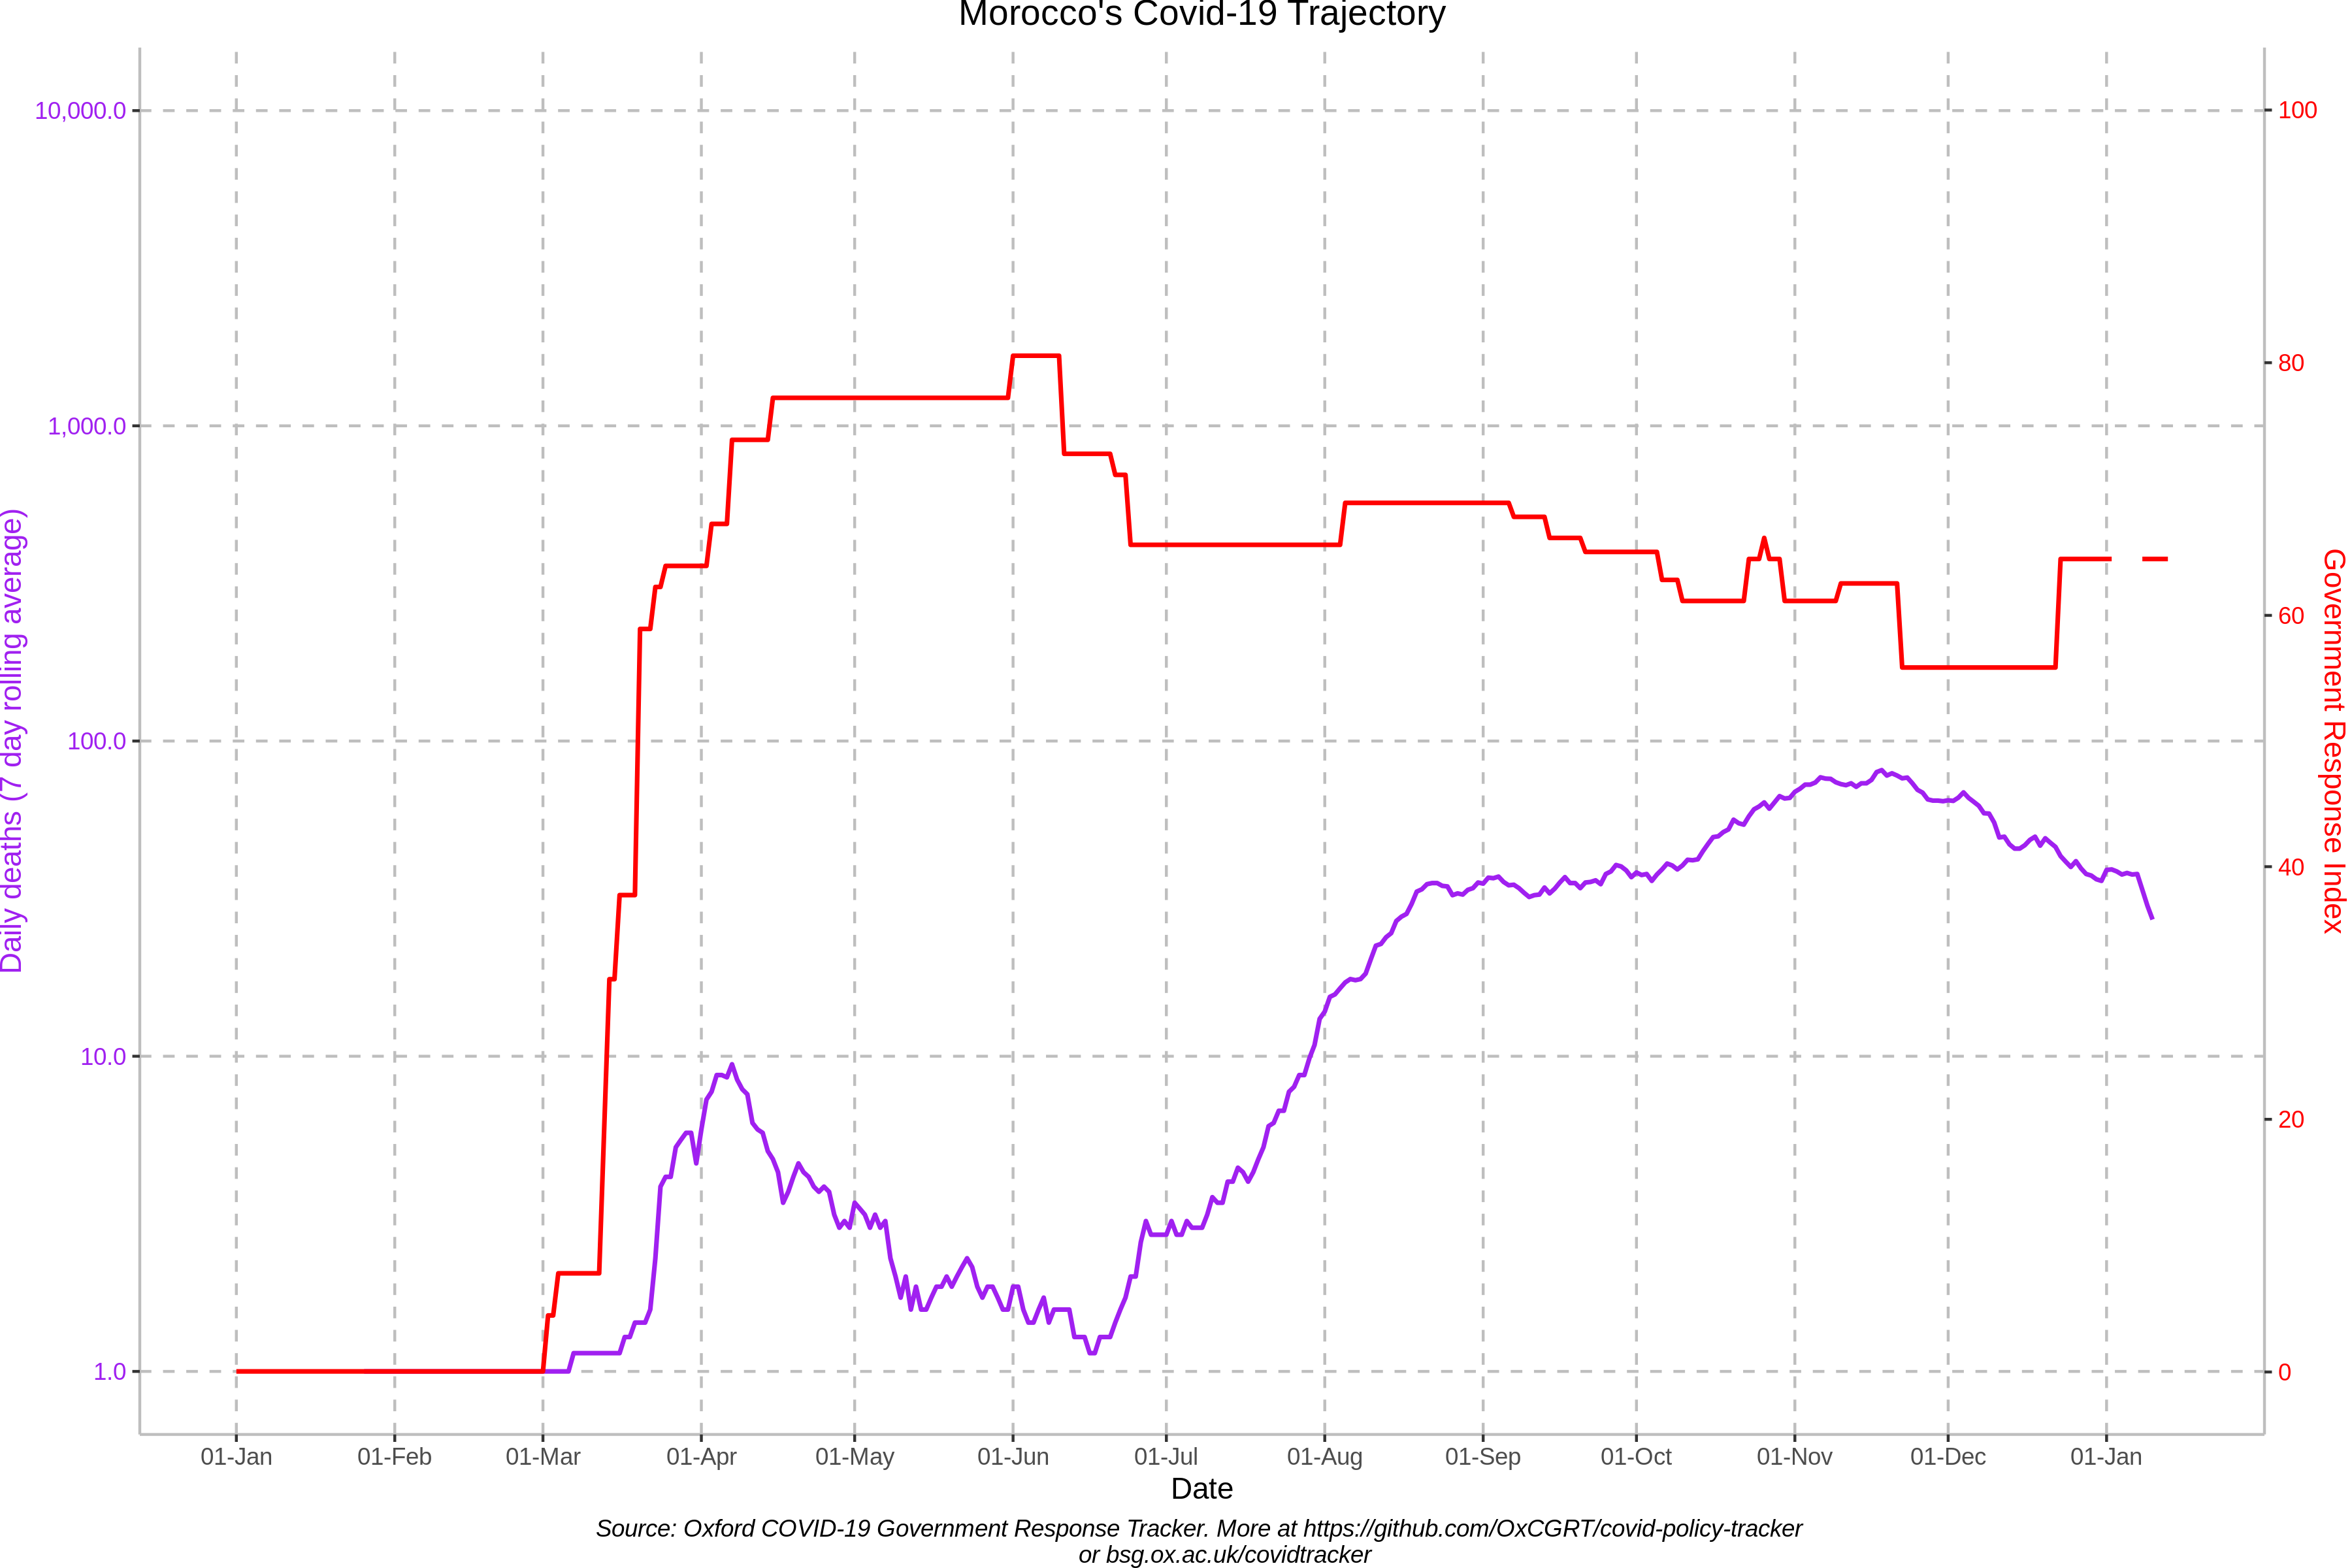 Morocco's Covid-19 Trajectory
10,000.0
1,000.0
100.0
10.0
1.0
Daily deaths (7 day rolling average)
100
80
60
40
20
0
Government Response Index
01-Jan
01-Feb
01-Mar
01-Apr
01-May
01-Jun
01-Jul
01-Aug
01-Sep
01-Oct
01-Nov
01-Dec
01-Jan
Date
Source: Oxford COVID-19 Government Response Tracker. More at https://github.com/OxCGRT/covid-policy-tracker
or bsg.ox.ac.uk/covidtracker